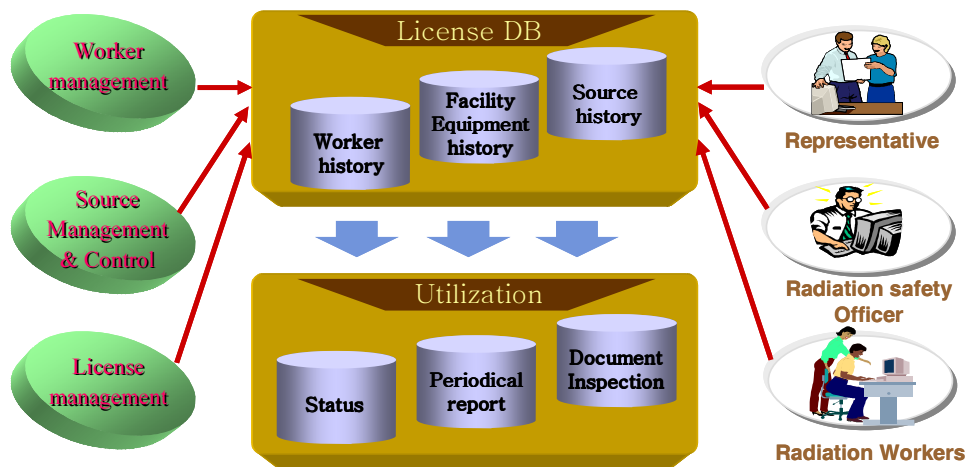 Worker
management
Source
Management
& Control
License
management
License DB
Worker
history
Facility
Equipment
history
Source
history
Utilization
Status
Periodical
report
Document
Inspection
Representative
Radiation safety
Officer
Radiation Workers